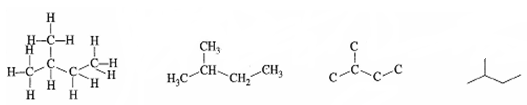 H
H–C–H
H H
C C–H
H–C C H
H H H H
CH₃
CH CH₃
H₃C CH₂
C
C C
C C